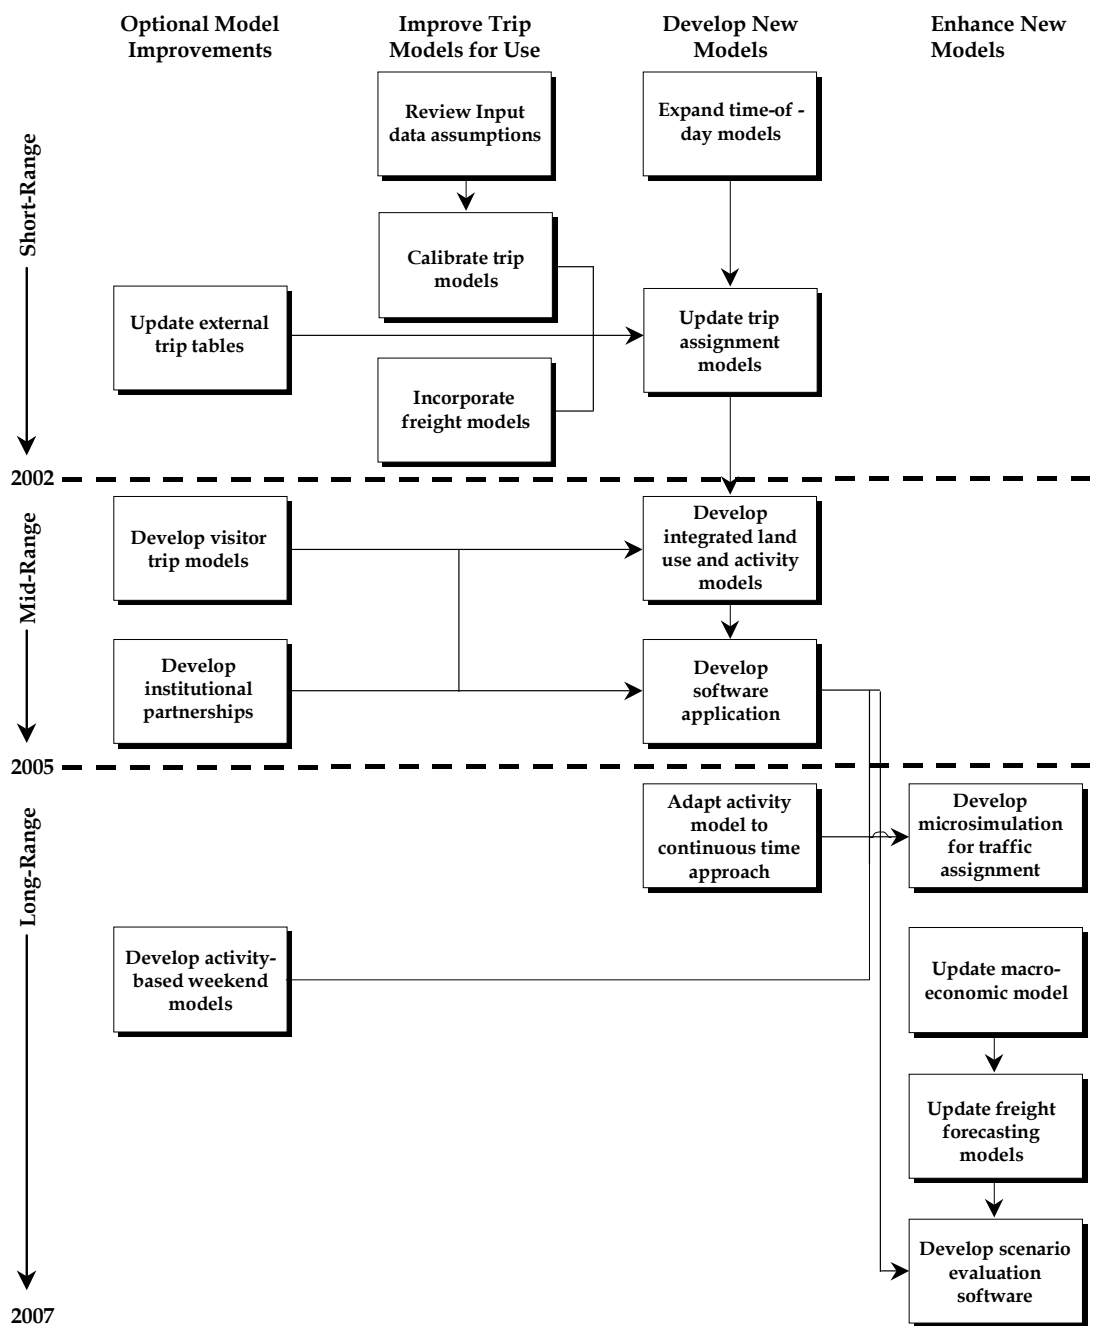 Optional Model
Improvements
Improve Trip
Models for Use
Develop New
Models
Enhance New
Models
Short-Range
Review Input
data assumptions
Expand time-of -
day models
Calibrate trip
models
Update external
trip tables
Update trip
assignment
models
Incorporate
freight models
2002
Mid-Range
Develop visitor
trip models
Develop
integrated land
use and activity
models
Develop
institutional
partnerships
Develop
software
application
2005
Long-Range
Adapt activity
model to
continuous time
approach
Develop
microsimulation
for traffic
assignment
Develop activity-
based weekend
models
Update macro-
economic model
Update freight
forecasting
models
Develop scenario
evaluation
software
2007